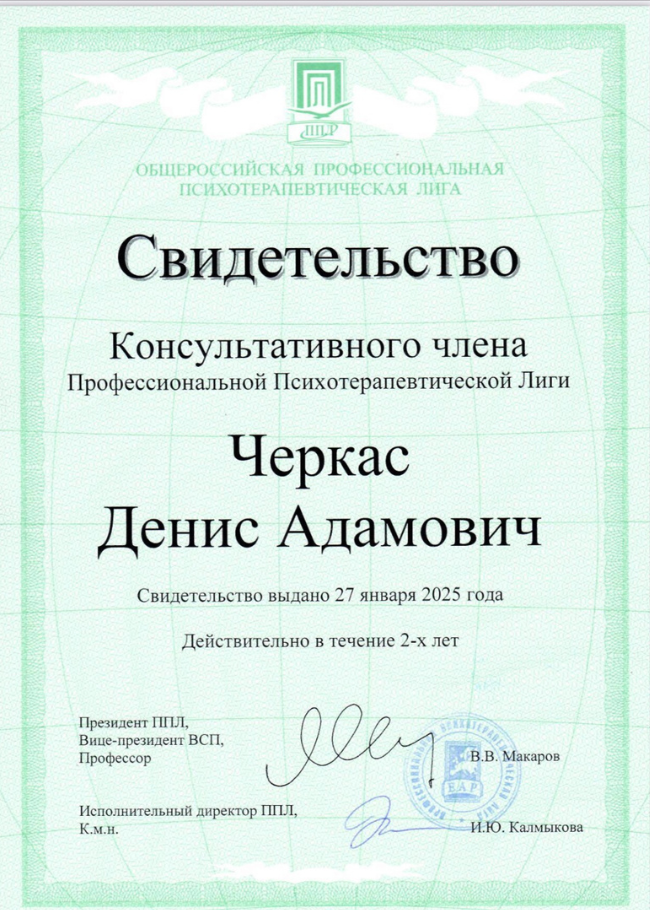 ППЛ
ОБЩЕРОССИЙСКАЯ ПРОФЕССИОНАЛЬНАЯ
ПСИХОТЕРАПЕВТИЧЕСКАЯ ЛИГА
Свидетельство
Консультативного члена
Профессиональной Психотерапевтической Лиги
Черкас
Денис Адамович
Свидетельство выдано 27 января 2025 года
Действительно в течение 2-х лет
Президент ППЛ,
Вице-президент ВСП,
Профессор
В.В. Макаров
ЕАР
Исполнительный директор ППЛ,
К.м.н.
И.Ю. Калмыкова